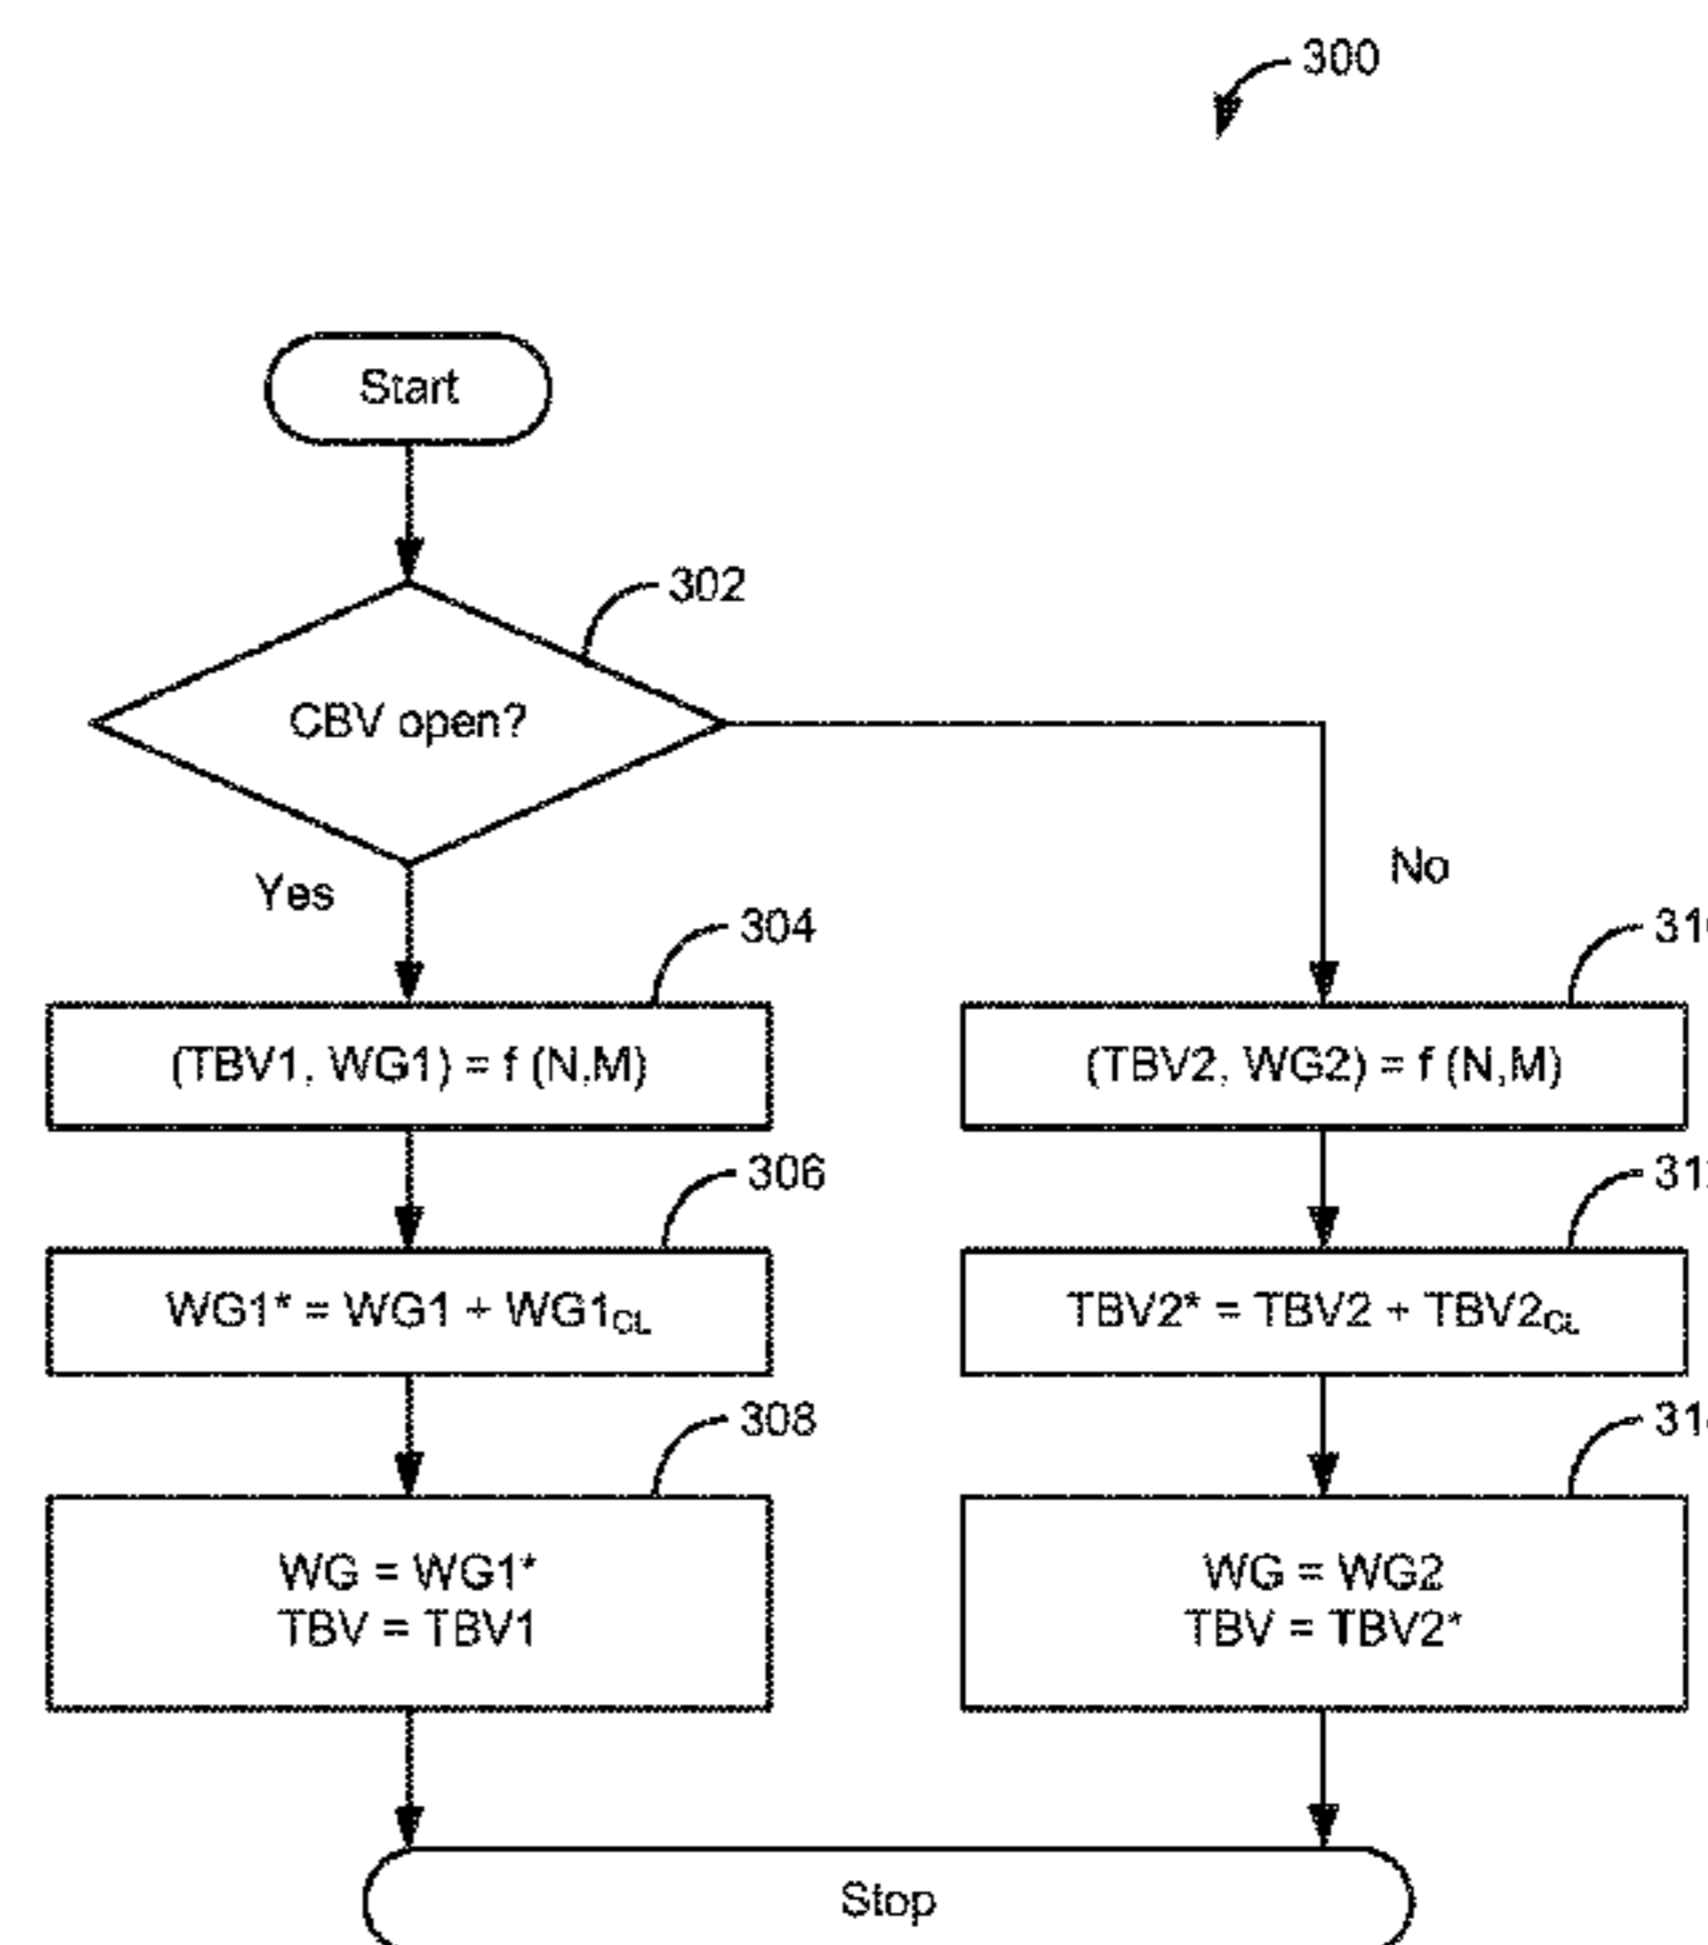 300
Start
302
CBV open?
Yes
No
304
(TBV1, WG1) = f (N,M)
(TBV2, WG2) = f (N,M)
306
WG1* = WG1 + WG1CL
TBV2* = TBV2 + TBV2CL
308
WG = WG1*
TBV = TBV1
WG = WG2
TBV = TBV2*
Stop